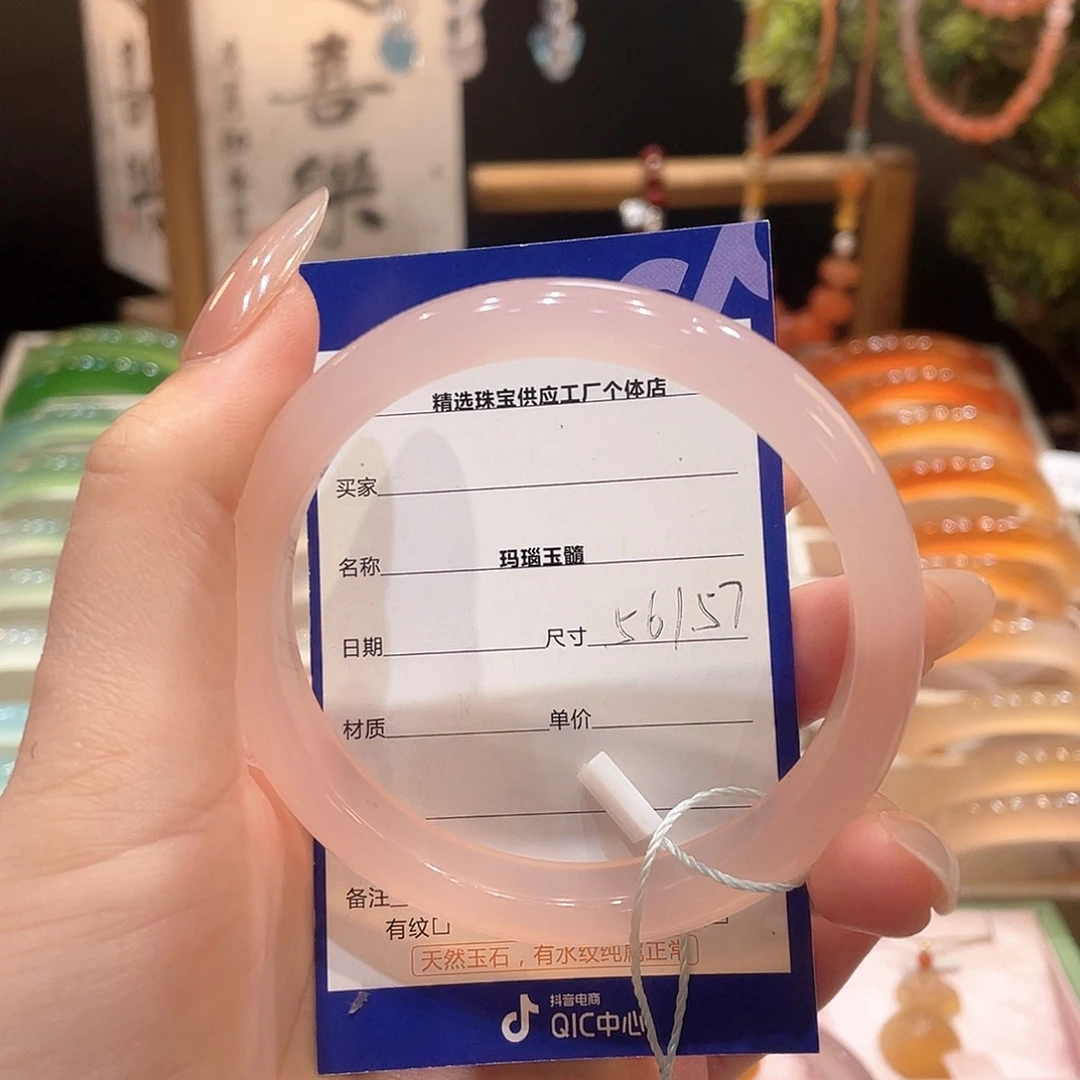 喜
樂
精选珠宝供应工厂个体店
买家
名称 玛瑙玉髓
日期 尺寸 56/57
材质 单价
备注
有纹☐
天然玉石，有水纹纯属正常
抖音电商
QIC中心